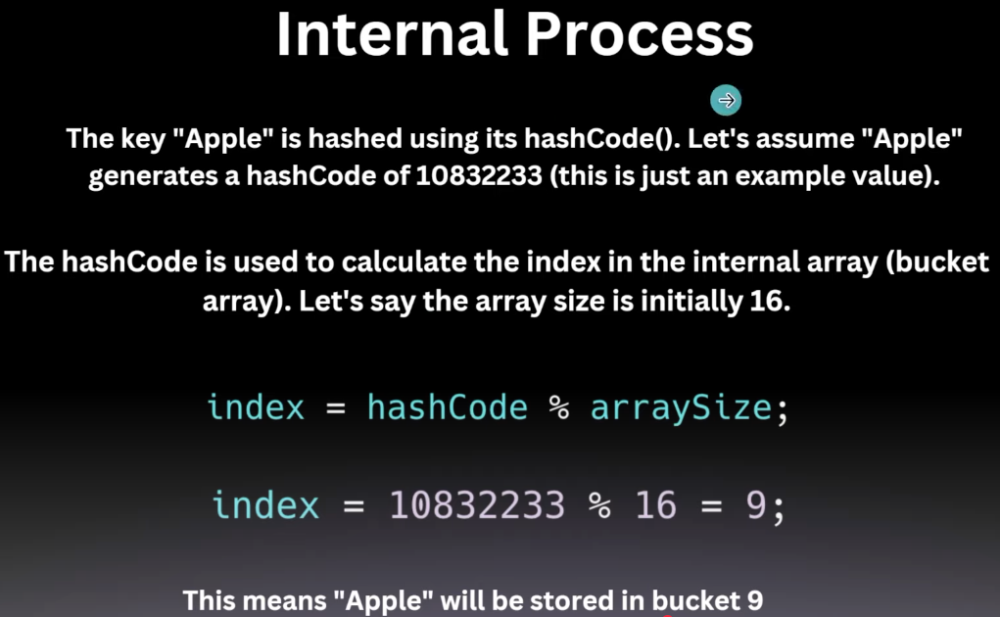 Internal Process
The key "Apple" is hashed using its hashCode(). Let's assume "Apple"
generates a hashCode of 10832233 (this is just an example value).
The hashCode is used to calculate the index in the internal array (bucket
array). Let's say the array size is initially 16.
index = hashCode % arraySize;
index = 10832233 % 16 = 9;
This means "Apple" will be stored in bucket 9